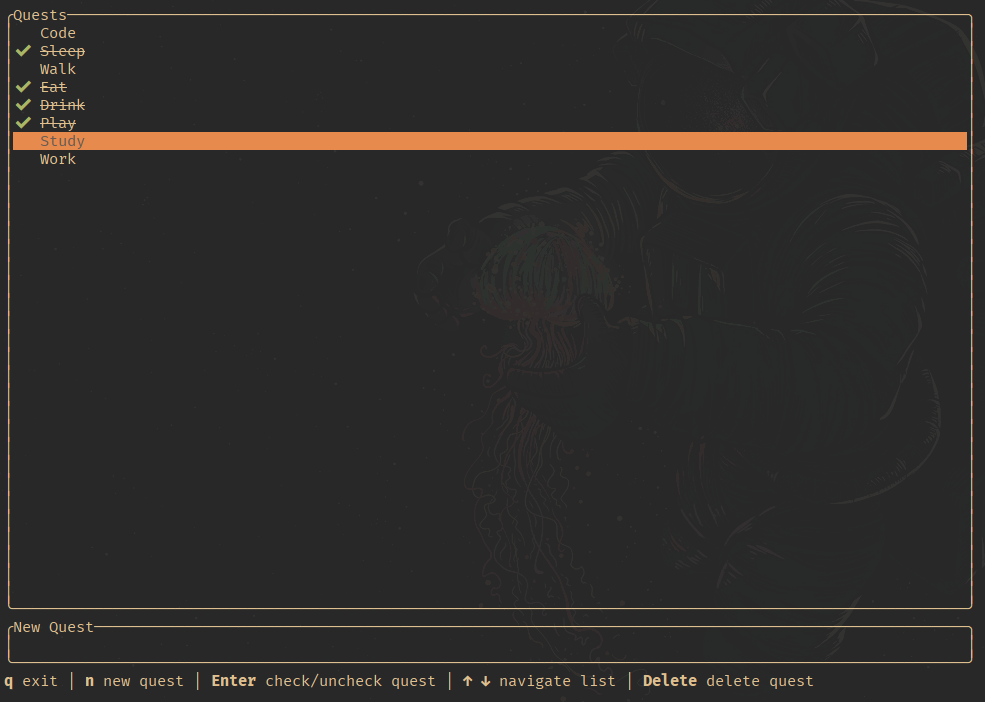 Quests
Code
✔ Sleep
Walk
✔ Eat
✔ Drink
✔ Play
Study
Work
New Quest
q exit | n new quest | Enter check/uncheck quest | ↑ ↓ navigate list | Delete delete quest